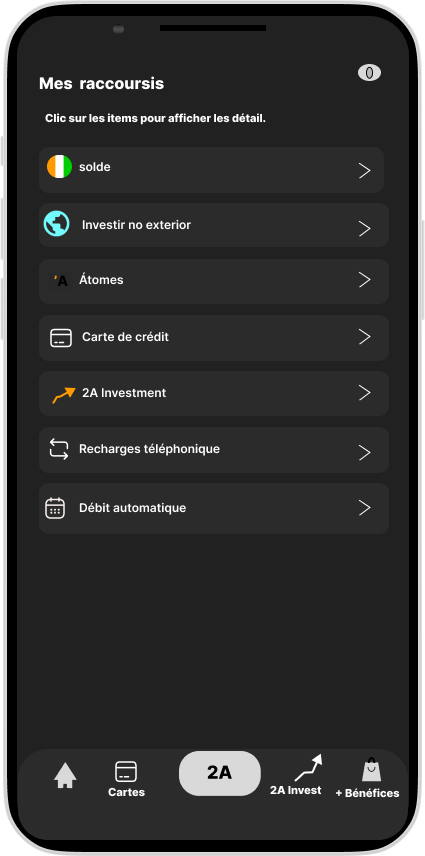 0
Mes raccoursis
Clic sur les items pour afficher les détail.
solde
Investir no exterior
'A
Átomes
Carte de crédit
2A Investment
Recharges téléphonique
Débit automatique
2A
Cartes
2A Invest
+ Bénéfices